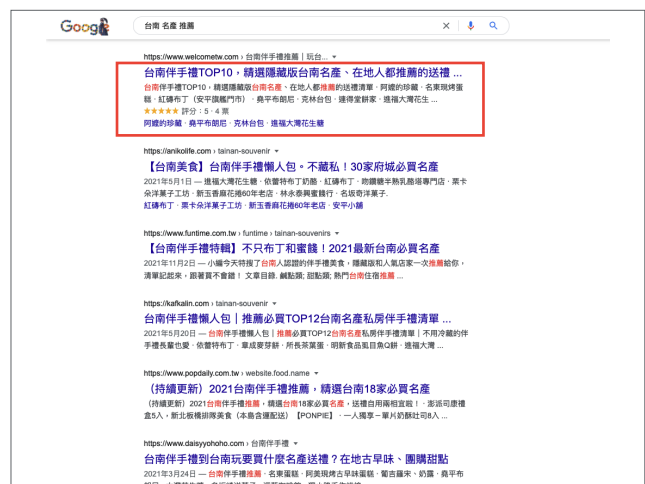 Goog
台南 名產 推薦
https://www.welcometw.com › 台南伴手禮推薦｜玩台...
台南伴手禮TOP10，精選隱藏版台南名產、在地人都推薦的送禮 ...
台南伴手禮TOP10，精選隱藏版台南名產、在地人都推薦的送禮清單 · 阿嬤的珍藏 · 名東現烤蛋
糕 · 紅磚布丁（安平旗艦門市） · 堯平布朗尼 · 克林台包 · 連得堂餅家 · 進福大灣花生 ...
★★★★★ 評分：5 · 4 票
阿嬤的珍藏 · 堯平布朗尼 · 克林台包 · 進福大灣花生糖
https://anikolife.com › tainan-souvenir
【台南美食】台南伴手禮懶人包。不藏私！30家府城必買名產
2021年5月1日 — 進福大灣花生糖 · 依蕾特布丁奶酪 · 紅磚布丁 · 吻鑽糖半熟乳酪塔專門店 · 栗卡
朵洋菓子工坊 · 新玉香麻花捲60年老店 · 林永泰興蜜餞行 · 名坂奇洋菓子.
紅磚布丁 · 栗卡朵洋菓子工坊 · 新玉香麻花捲60年老店 · 安平小舖
https://www.funtime.com.tw › funtime › tainan-souvenirs
【台南伴手禮特輯】不只布丁和蜜餞！2021最新台南必買名產
2021年11月2日 — 小編今天特搜了台南人認證的伴手禮美食，隱藏版和人氣店家一次推薦給你，
清單記起來，跟著買不會錯！ 文章目錄. 鹹點類; 甜點類; 熱門台南住宿推薦 ...
https://kafkalin.com › tainan-souvenir
台南伴手禮懶人包｜推薦必買TOP12台南名產私房伴手禮清單 ...
2021年5月20日 — 台南伴手禮懶人包｜推薦必買TOP12台南名產私房伴手禮清單｜不用冷藏的伴
手禮長輩也愛 · 依蕾特布丁 · 章成麥芽餅 · 所長茶葉蛋 · 明新食品虱目魚Q餅 · 進福大灣 ...
https://www.popdaily.com.tw › website.food.name
（持續更新）2021台南伴手禮推薦，精選台南18家必買名產
（持續更新）2021台南伴手禮推薦，精選台南18家必買名產，送禮自用兩相宜啦！ · 澎派司康禮
盒5入，新北板橋排隊美食（本島含運配送）【PONPIE】 · 一人獨享－單片奶酥吐司8入 ...
https://www.daisyyohoho.com › 台南伴手禮
台南伴手禮到台南玩要買什麼名產送禮？在地古早味、團購甜點
2021年3月24日 — 台南伴手禮推薦 · 名東蛋糕 · 阿美現烤古早味蛋糕 · 葡吉羅宋、奶露 · 堯平布